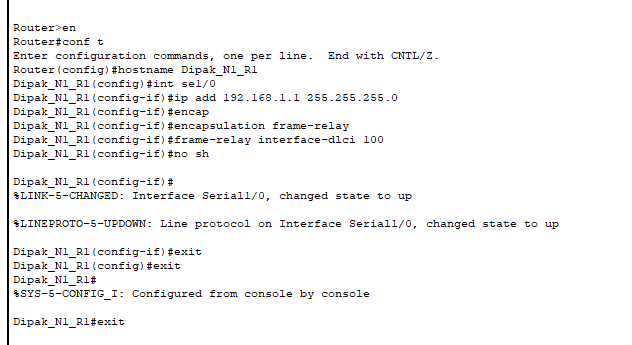 Router>en
Router#conf t
Enter configuration commands, one per line.  End with CNTL/Z.
Router(config)#hostname Dipak_N1_R1
Dipak_N1_R1(config)#int se1/0
Dipak_N1_R1(config-if)#ip add 192.168.1.1 255.255.255.0
Dipak_N1_R1(config-if)#encap
Dipak_N1_R1(config-if)#encapsulation frame-relay
Dipak_N1_R1(config-if)#frame-relay interface-dlci 100
Dipak_N1_R1(config-if)#no sh
Dipak_N1_R1(config-if)#
%LINK-5-CHANGED: Interface Serial1/0, changed state to up
%LINEPROTO-5-UPDOWN: Line protocol on Interface Serial1/0, changed state to up
Dipak_N1_R1(config-if)#exit
Dipak_N1_R1(config)#exit
Dipak_N1_R1#
%SYS-5-CONFIG_I: Configured from console by console
Dipak_N1_R1#exit